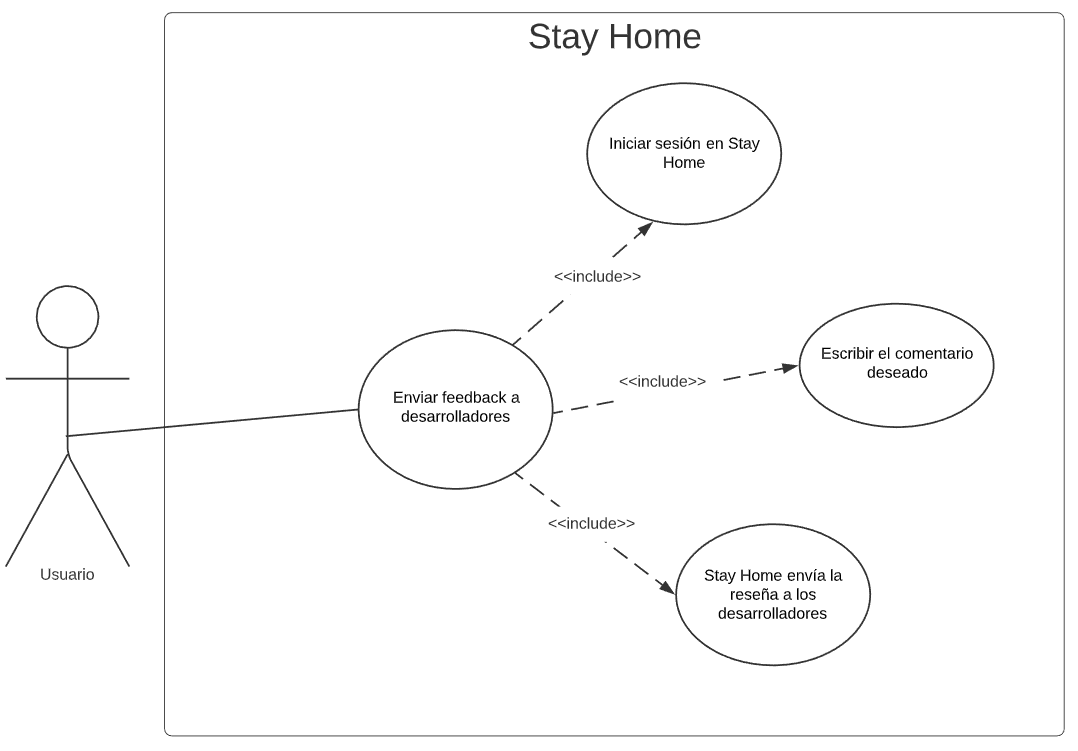 Stay Home
Iniciar sesión en Stay
Home
<<include>>
Escribir el comentario
deseado
<<include>>
Enviar feedback a
desarrolladores
<<include>>
Stay Home envía la
reseña a los
desarrolladores
Usuario